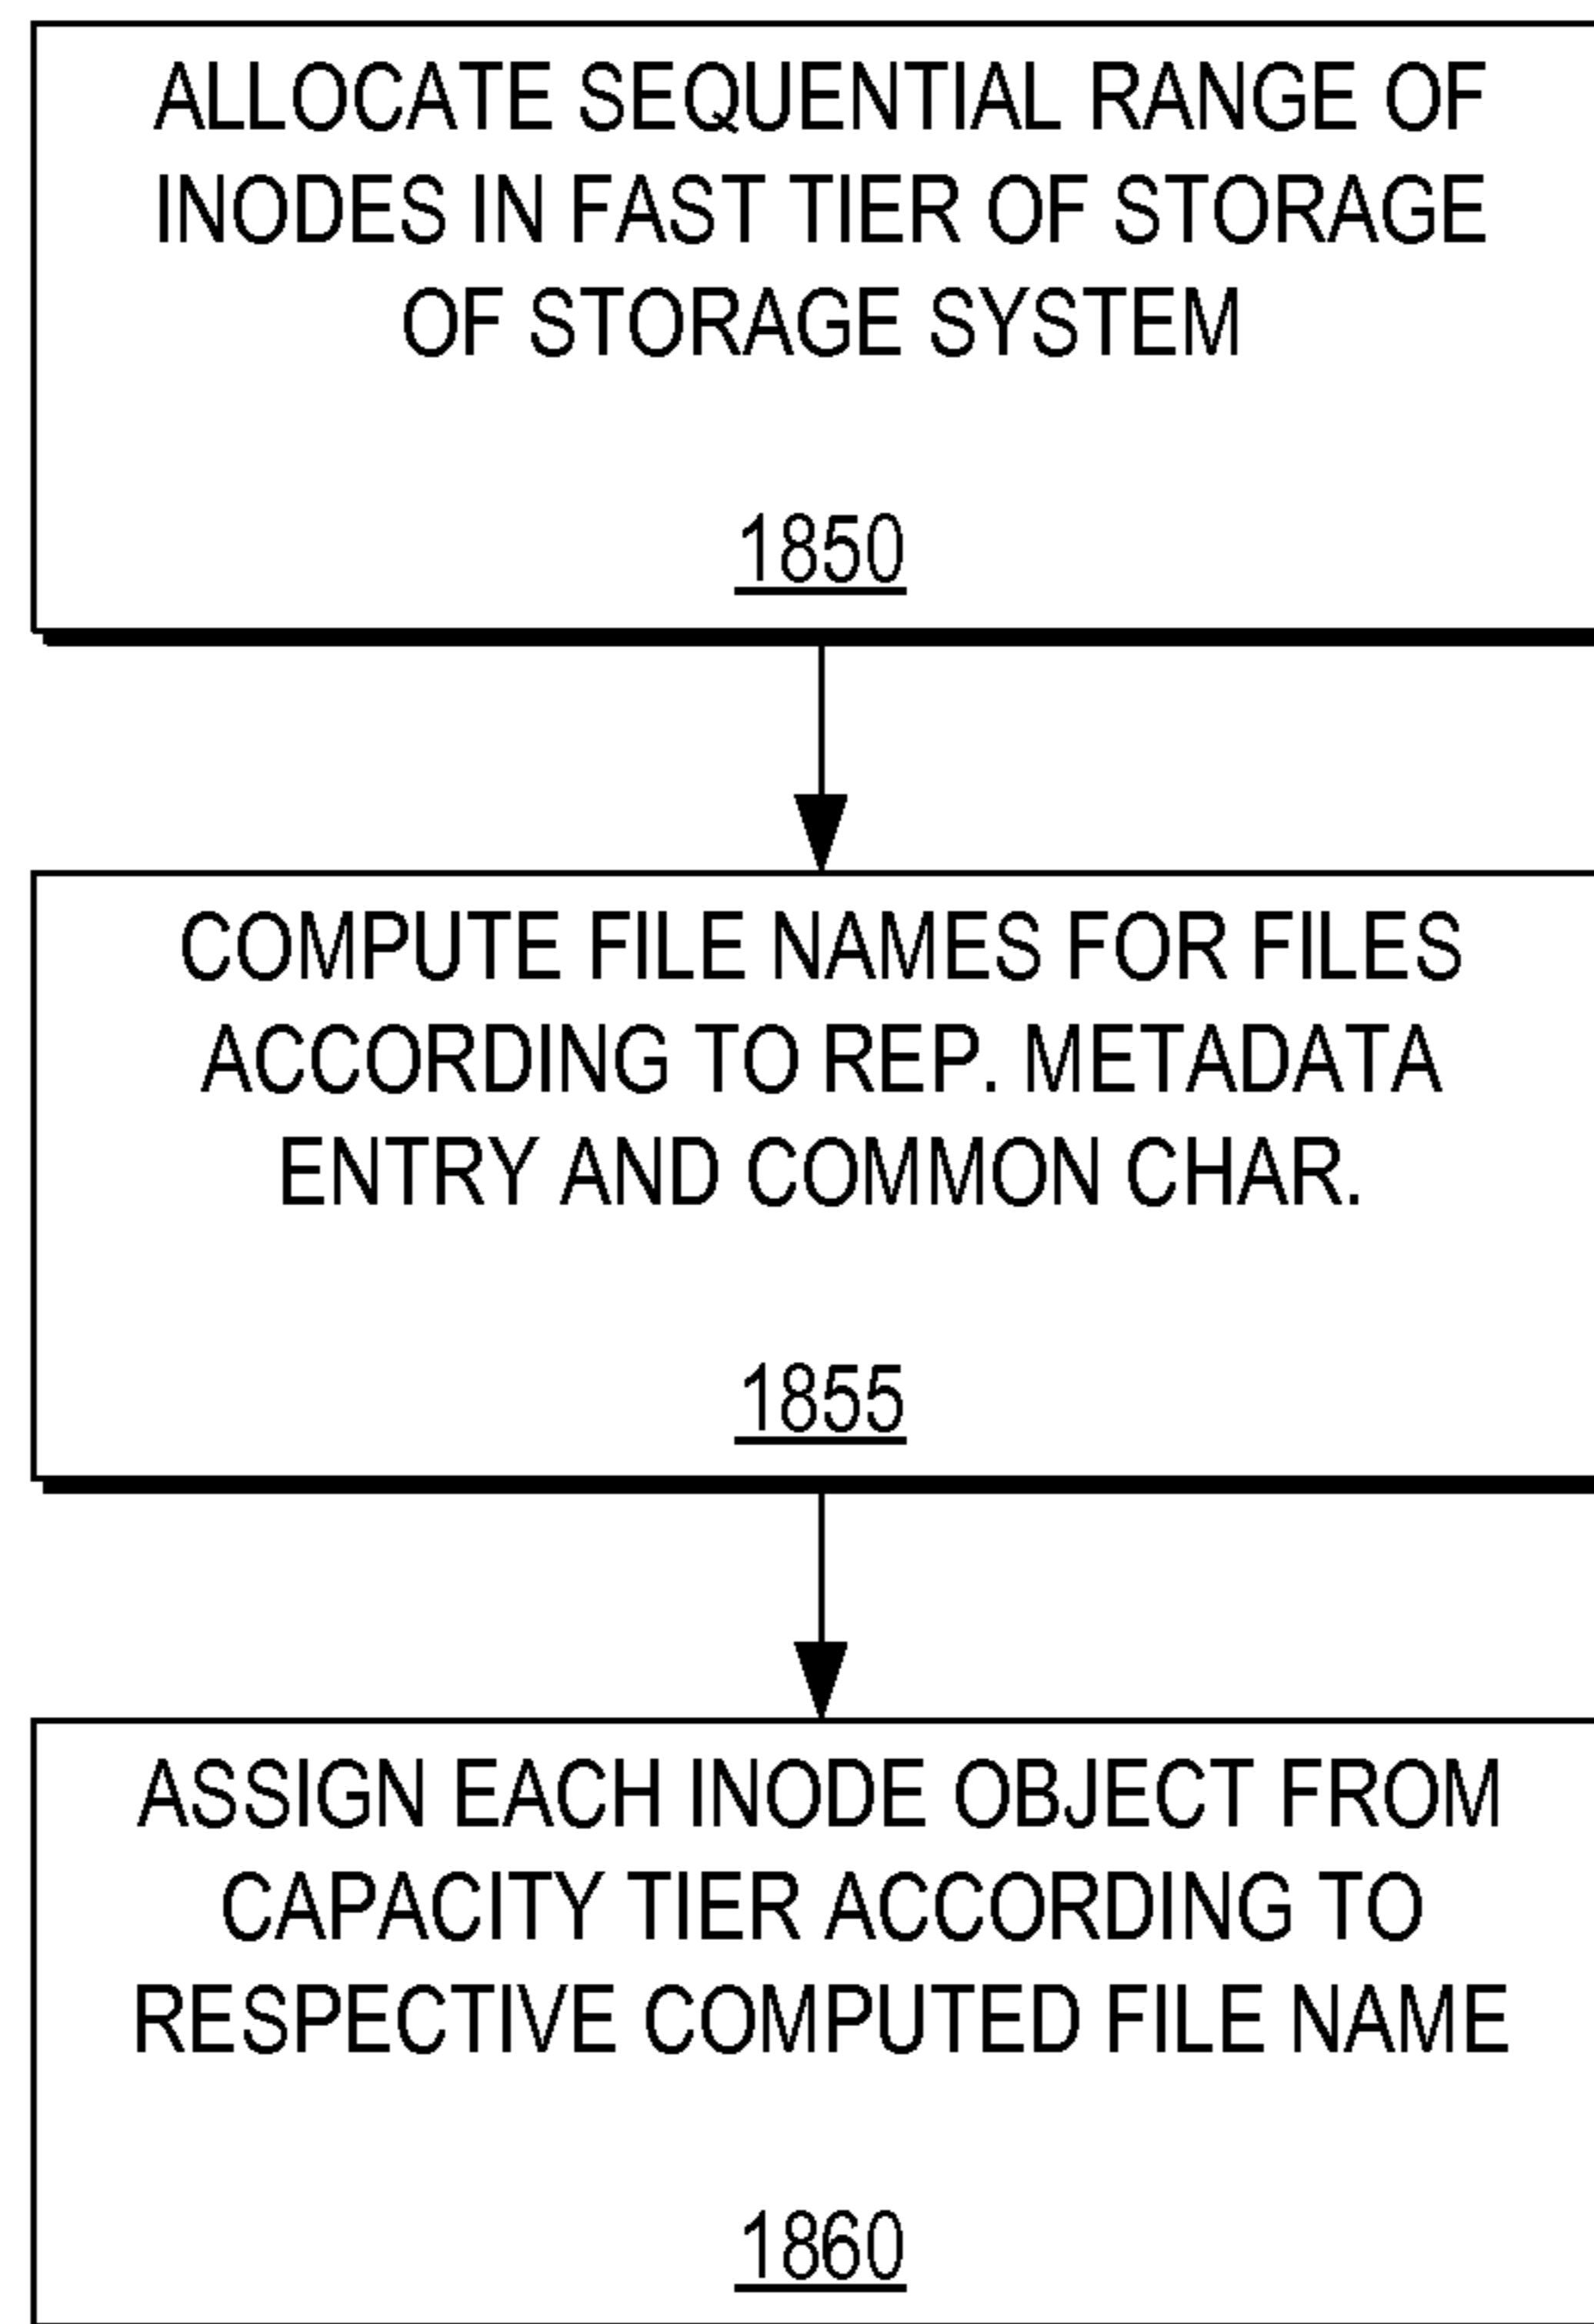 ALLOCATE SEQUENTIAL RANGE OF
INODES IN FAST TIER OF STORAGE
OF STORAGE SYSTEM
1850
COMPUTE FILE NAMES FOR FILES
ACCORDING TO REP. METADATA
ENTRY AND COMMON CHAR.
1855
ASSIGN EACH INODE OBJECT FROM
CAPACITY TIER ACCORDING TO
RESPECTIVE COMPUTED FILE NAME
1860